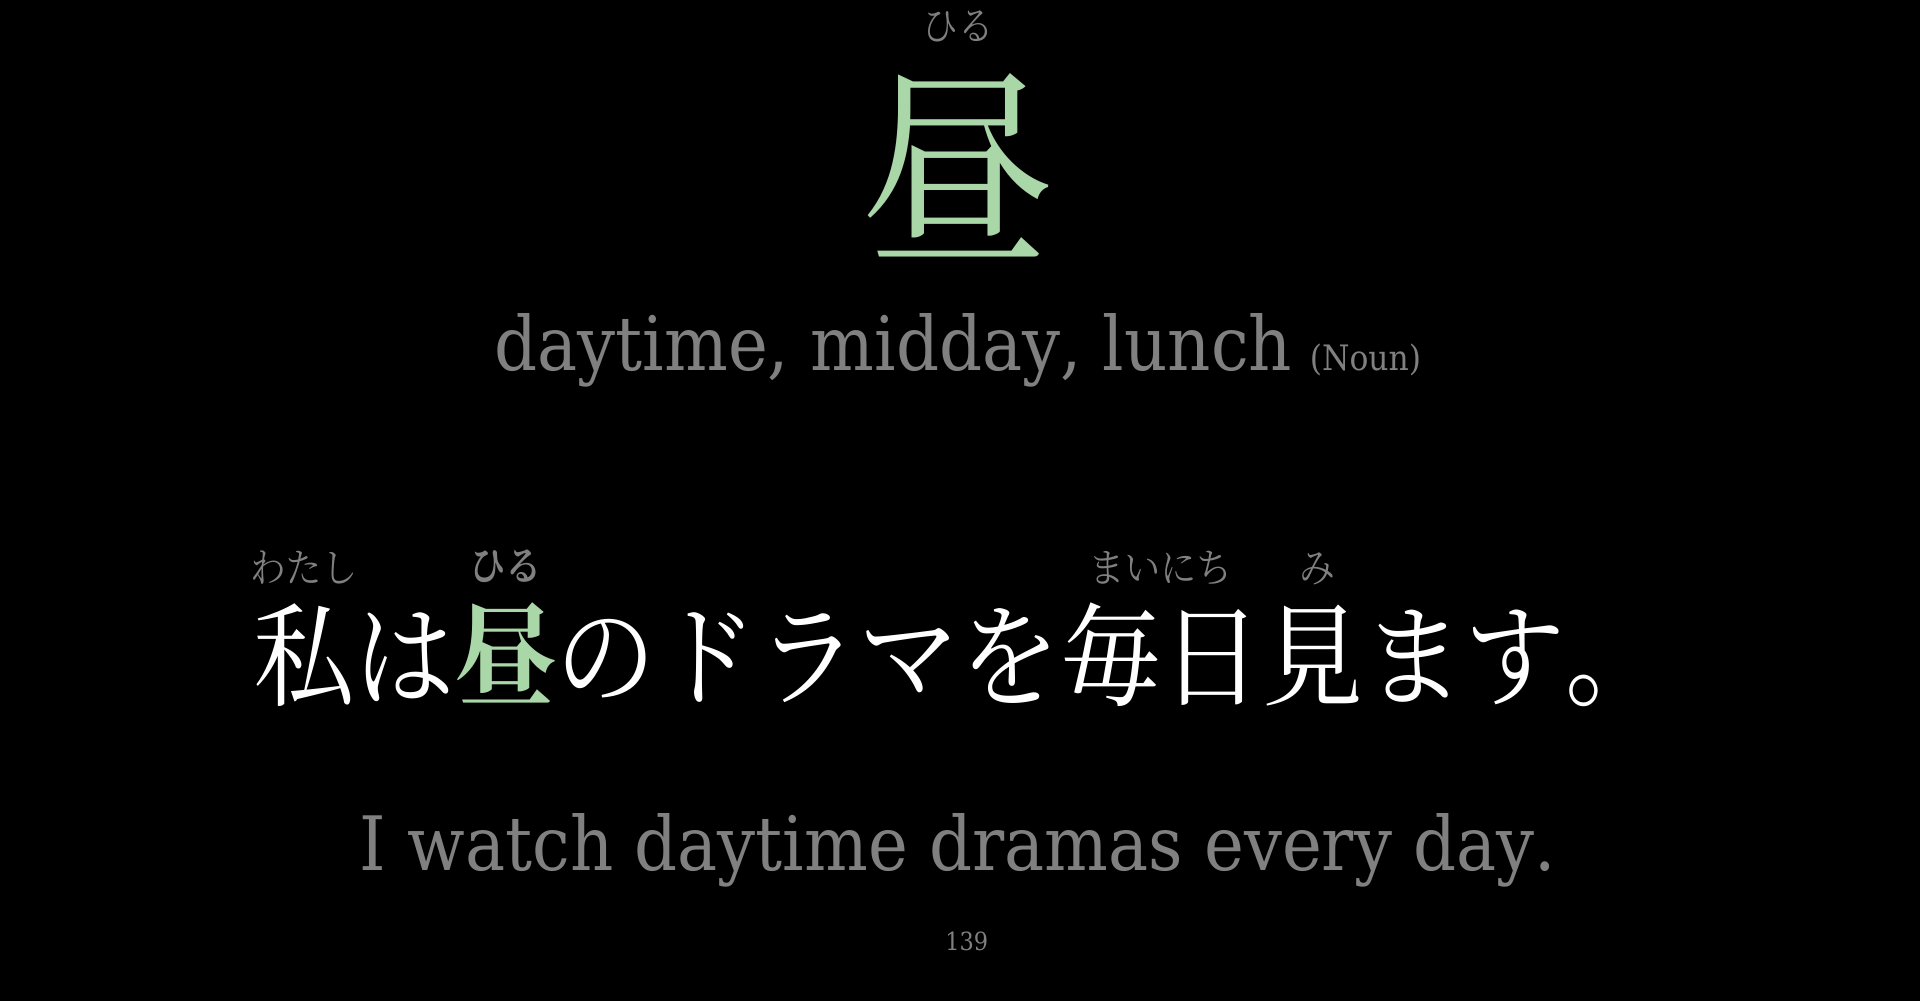 ひる
昼
daytime, midday, lunch (Noun)
わたし ひる まいにち み
私は昼のドラマを毎日見ます。
I watch daytime dramas every day.
139